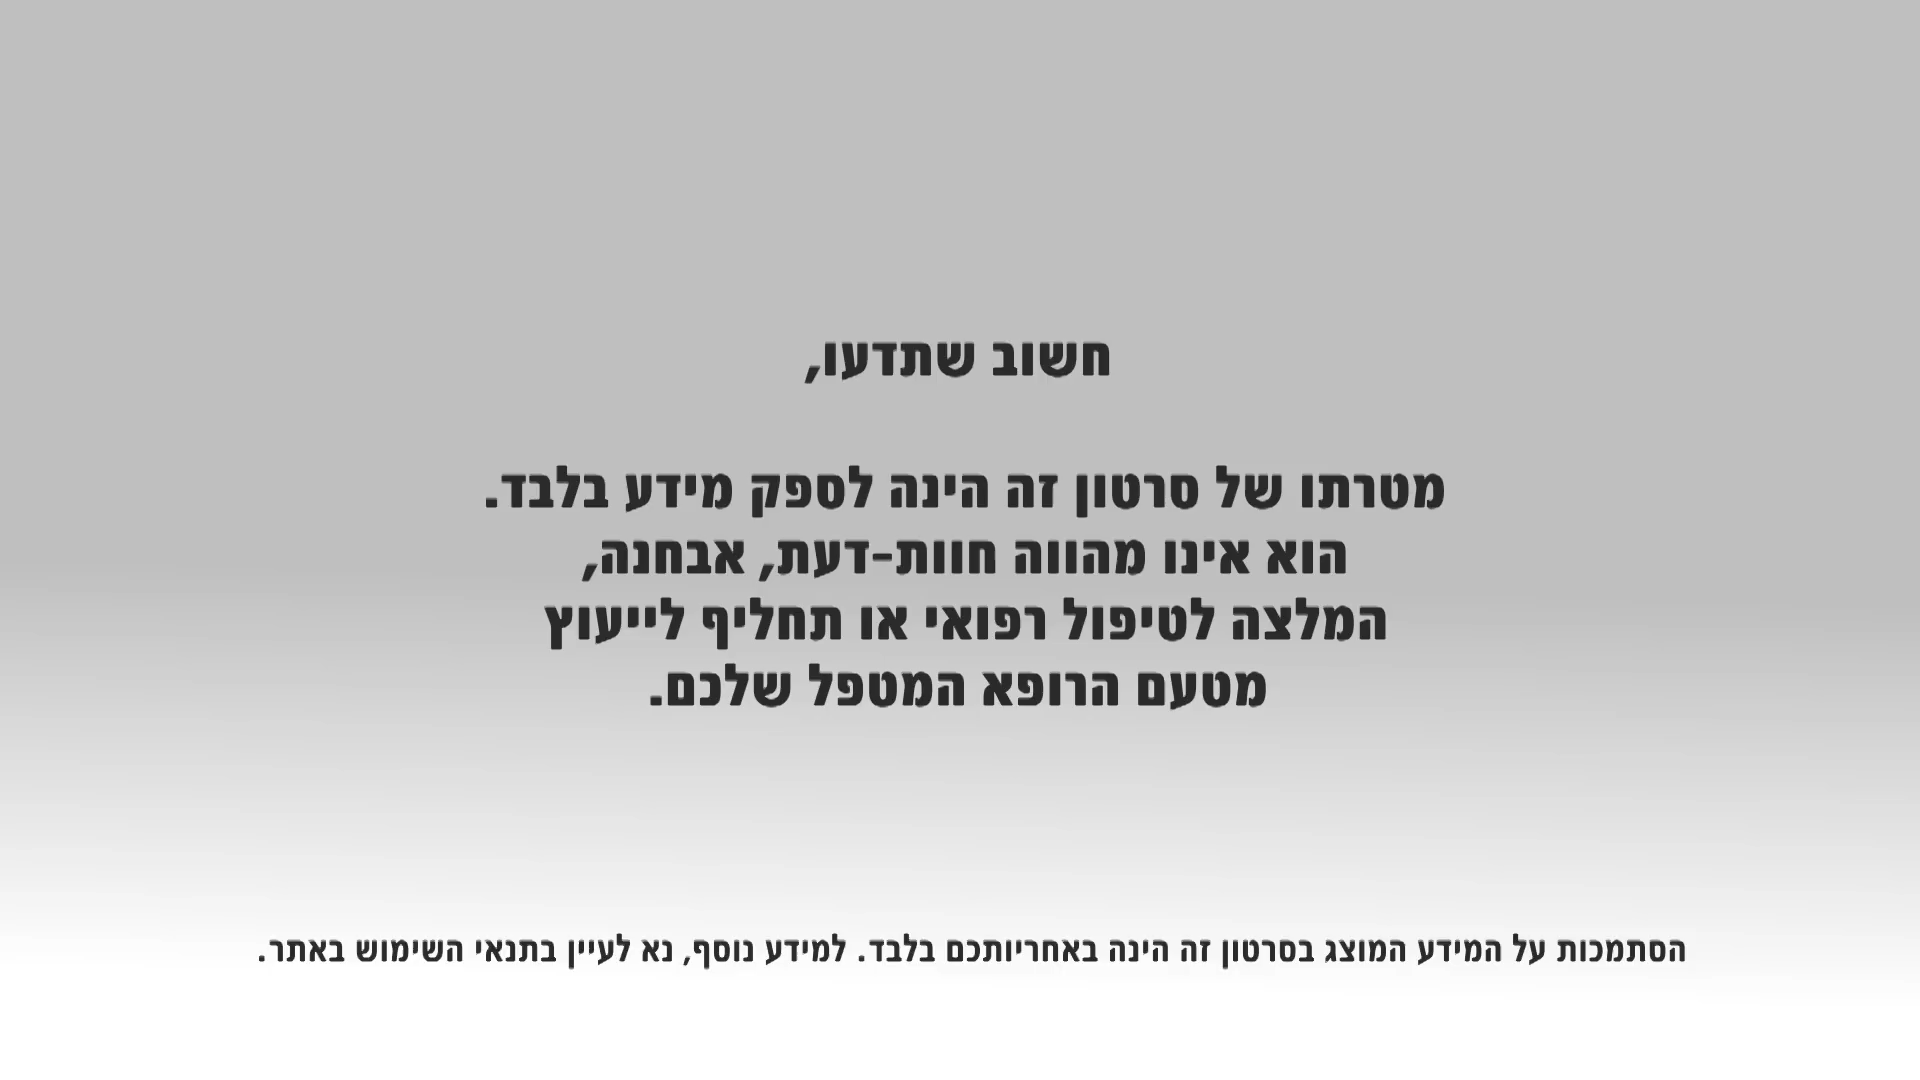 חשוב שתדעו,
מטרתו של סרטון זה הינה לספק מידע בלבד.
הוא אינו מהווה חוות-דעת, אבחנה,
המלצה לטיפול רפואי או תחליף לייעוץ
מטעם הרופא המטפל שלכם.
הסתמכות על המידע המוצג בסרטון זה הינה באחריותכם בלבד. למידע נוסף, נא לעיין בתנאי השימוש באתר.